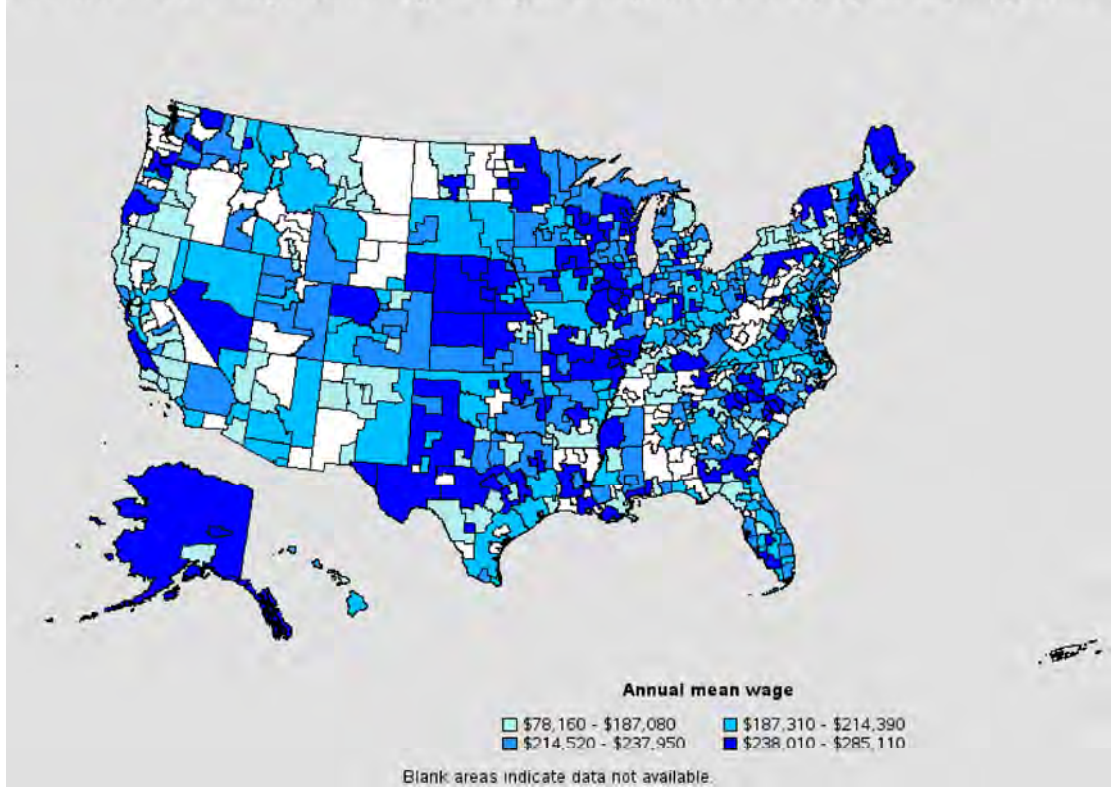 Annual mean wage
$78,160 - $187,080 $187,310 - $214,390
$214,520 - $237,950 $238,010 - $285,110
Blank areas indicate data not available.